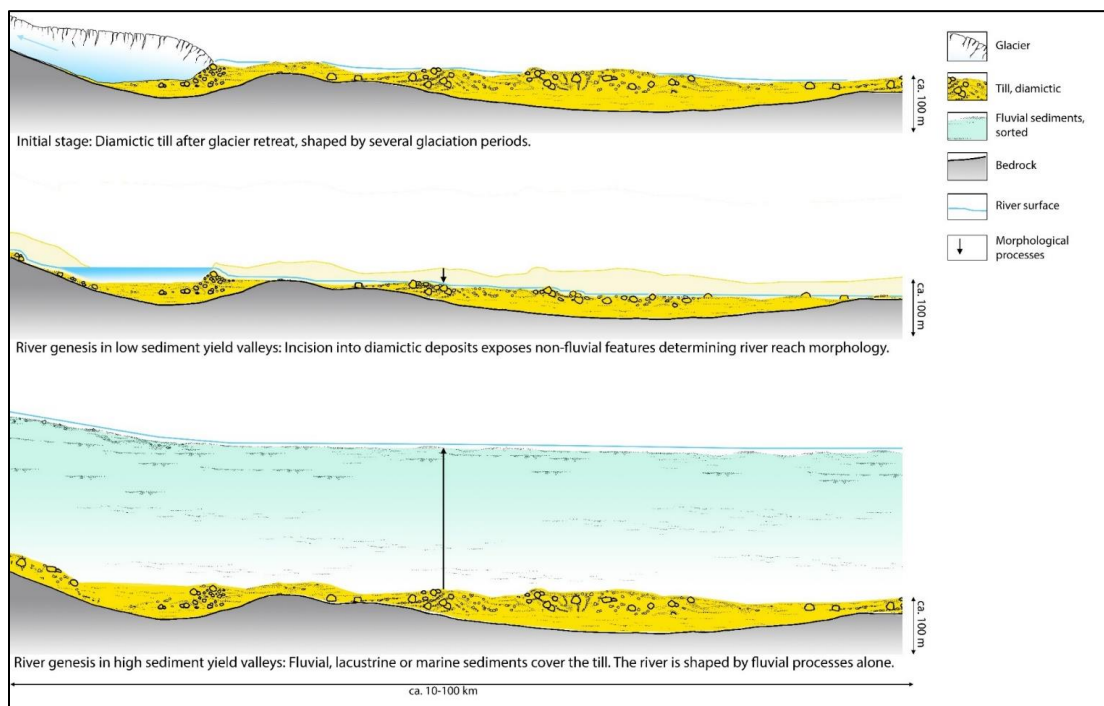 Glacier
Till, diamictic
Fluvial sediments,
sorted
Bedrock
River surface
Morphological
processes
ca. 100 m
Initial stage: Diamictic till after glacier retreat, shaped by several glaciation periods.
ca. 100 m
River genesis in low sediment yield valleys: Incision into diamictic deposits exposes non-fluvial features determining river reach morphology.
ca. 100 m
River genesis in high sediment yield valleys: Fluvial, lacustrine or marine sediments cover the till. The river is shaped by fluvial processes alone.
ca. 10-100 km